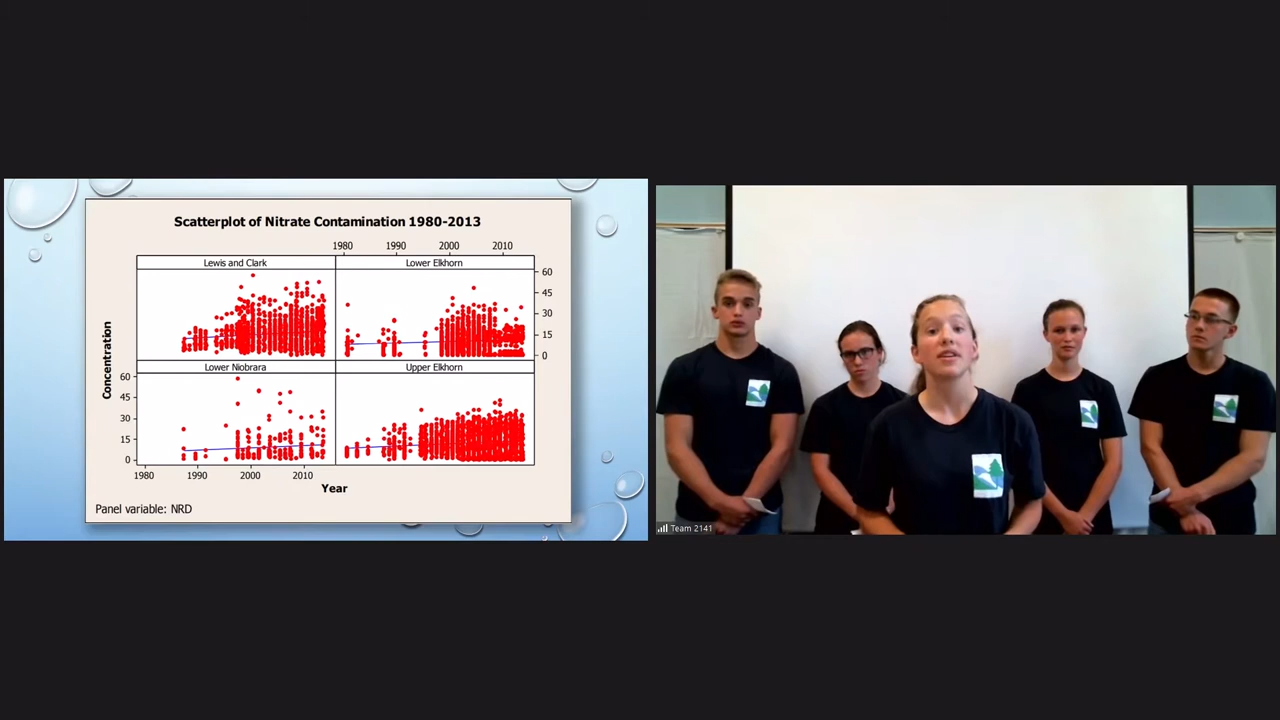 Scatterplot of Nitrate Contamination 1980-2013
1980 1990 2000 2010
Lewis and Clark Lower Elkhorn
60
45
30
15
0
Concentration
Lower Niobrara Upper Elkhorn
60
45
30
15
0
1980 1990 2000 2010
Year
Panel variable: NRD
Team 2141